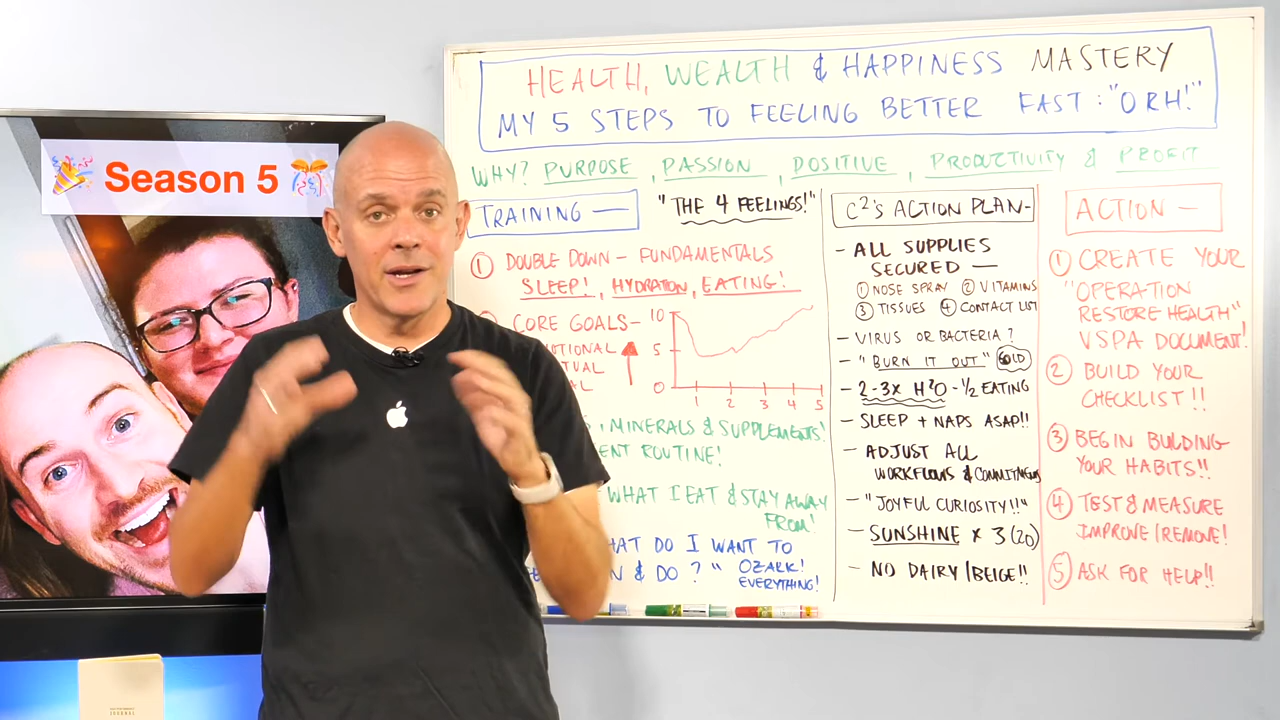 Season 5
HEALTH, WEALTH & HAPPINESS MASTERY
MY 5 STEPS TO FEELING BETTER FAST: "ORH!"
WHY? PURPOSE, PASSION, POSITIVE, PRODUCTIVITY & PROFIT
TRAINING —
"THE 4 FEELINGS!"
① DOUBLE DOWN – FUNDAMENTALS
SLEEP!, HYDRATION, EATING!
CORE GOALS –
10
5
0
1 2 3 4 5
, MINERALS & SUPPLEMENTS!
ROUTINE!
WHAT I EAT & STAY AWAY
FROM!
DO I WANT TO
& DO?" OZARK!
EVERYTHING!
C²'s ACTION PLAN –
– ALL SUPPLIES
SECURED —
① NOSE SPRAY ② VITAMINS
③ TISSUES ④ CONTACT LIST
– VIRUS OR BACTERIA?
– "BURN IT OUT" COLD
– 2-3X H²O - ½ EATING
– SLEEP + NAPS ASAP!!
– ADJUST ALL
WORKFLOWS & COMMITMENTS
– "JOYFUL CURIOSITY!!"
– SUNSHINE x 3 (20)
– NO DAIRY/BEIGE!!
ACTION —
① CREATE YOUR
"OPERATION
RESTORE HEALTH"
VSPA DOCUMENT!
② BUILD YOUR
CHECKLIST!!
③ BEGIN BUILDING
YOUR HABITS!!
④ TEST & MEASURE
IMPROVE/REMOVE!
⑤ ASK FOR HELP!!
JOURNAL